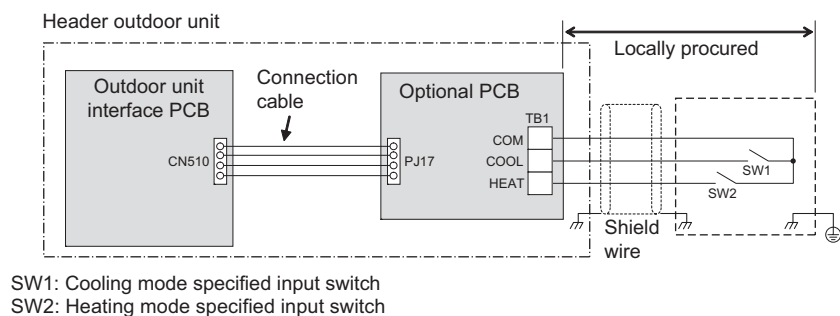 Header outdoor unit
Locally procured
Outdoor unit
interface PCB
Connection
cable
Optional PCB
TB1
COM
COOL
HEAT
CN510
PJ17
SW1
SW2
Shield
wire
SW1: Cooling mode specified input switch
SW2: Heating mode specified input switch